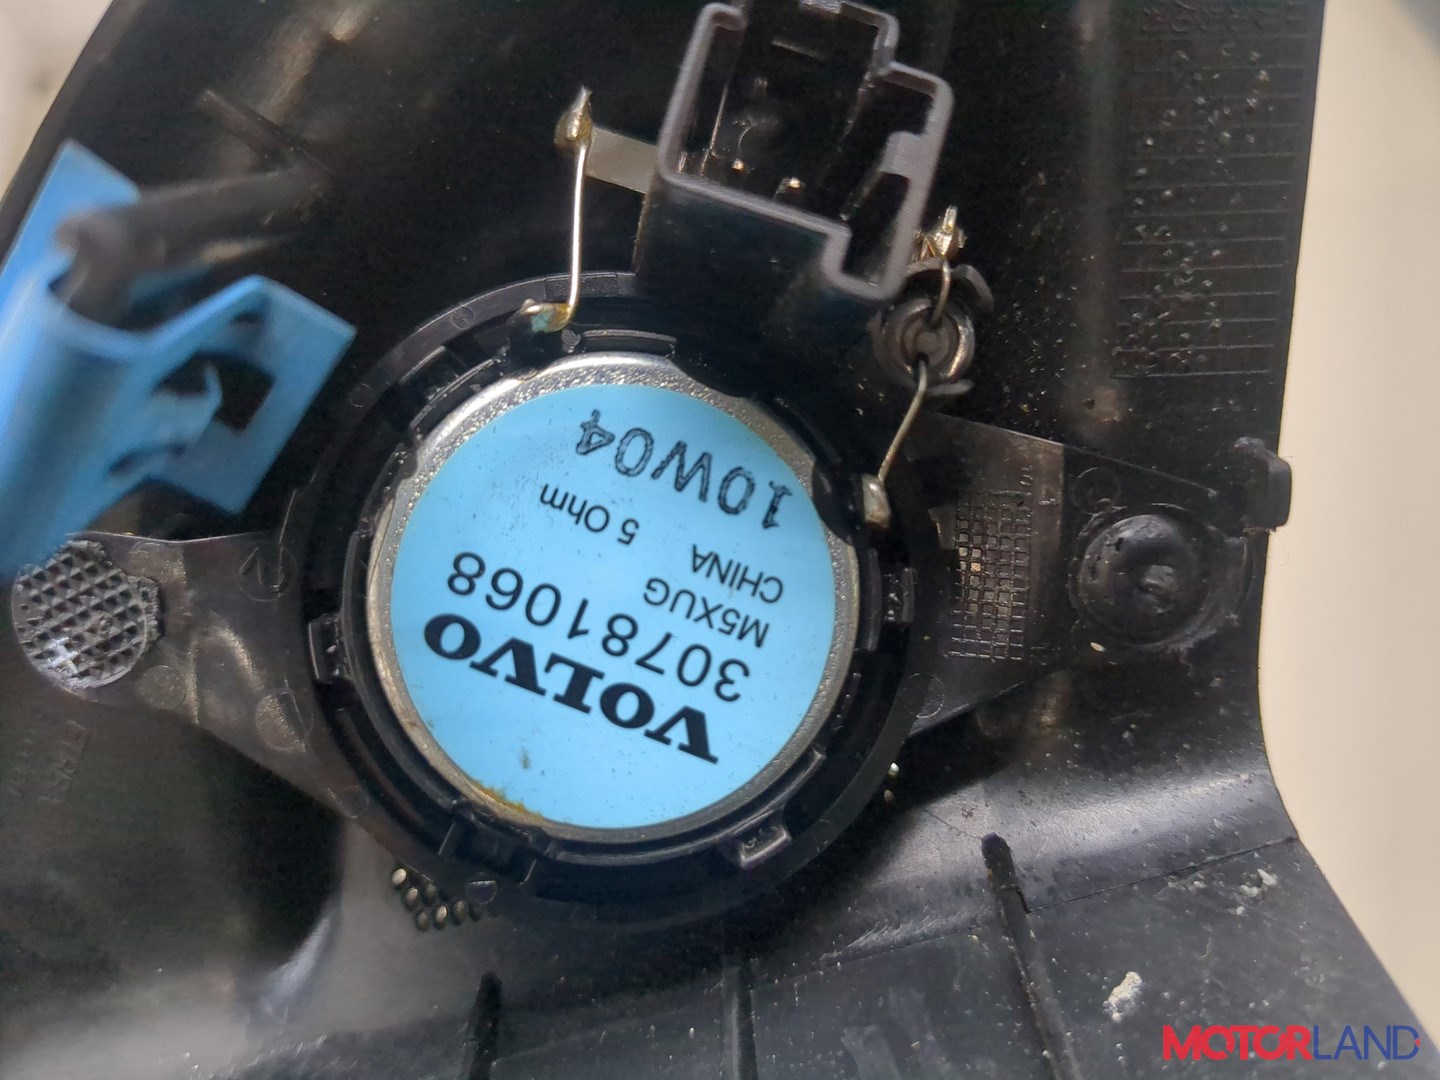 VOLVO
30781068
M5XUG
CHINA
5 Ohm
10W04
MOTORLAND